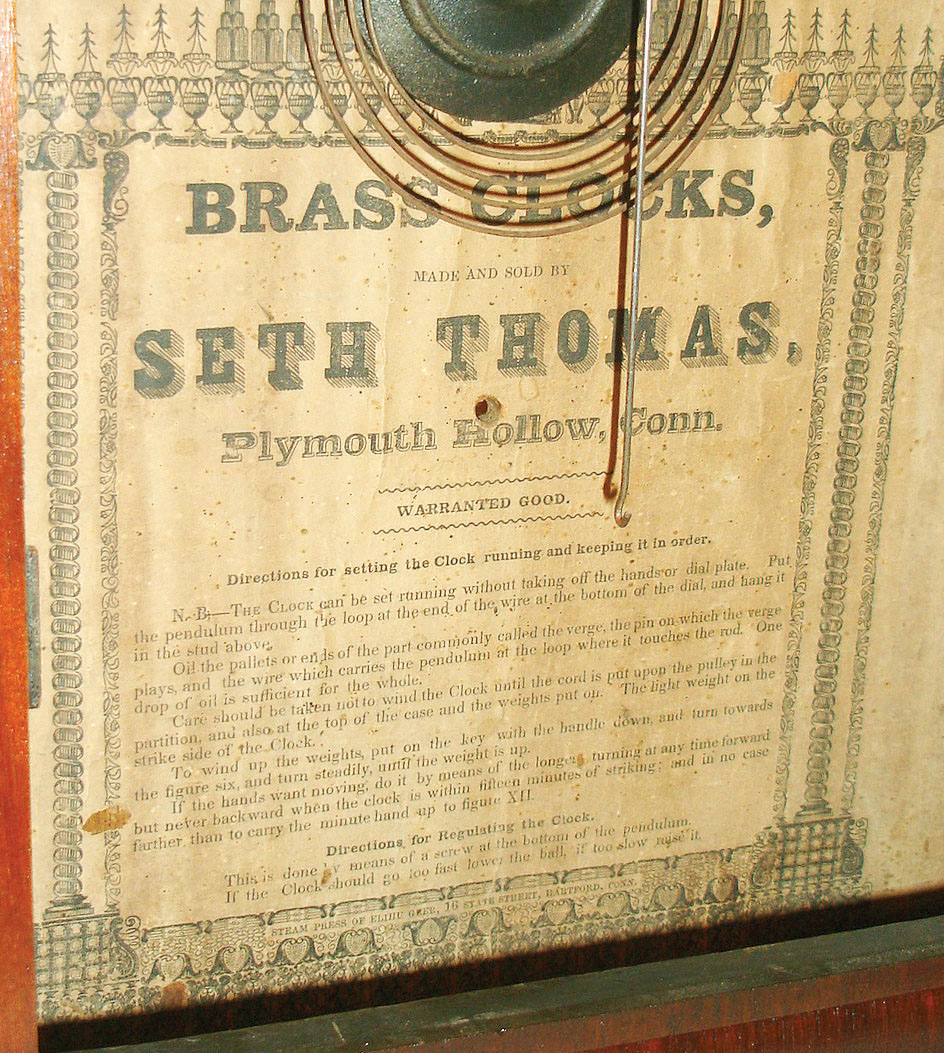 BRASS CLOCKS,
MADE AND SOLD BY
SETH THOMAS,
Plymouth Hollow, Conn.
WARRANTED GOOD.
Directions for setting the Clock running and keeping it in order.
N. B.—THE CLOCK can be set running without taking off the hands or dial plate. Put
the pendulum through the loop at the end of the wire at the bottom of the dial, and hang it
in the stud above.
Oil the pallets or ends of the part commonly called the verge, the pin on which the verge
plays, and the wire which carries the pendulum at the loop where it touches the rod. One
drop of oil is sufficient for the whole.
Care should be taken not to wind the Clock until the cord is put upon the pulley in the
partition, and also at the top of the case and the weights put on. The light weight on the
strike side of the Clock.
To wind up the weights, put on the key with the handle down, and turn towards
the figure six, and turn steadily, until the weight is up.
If the hands want moving, do it by means of the longest, turning at any time forward
but never backward when the clock is within fifteen minutes of striking; and in no case
farther than to carry the minute hand up to figure XII.
Directions for Regulating the Clock.
This is done by means of a screw at the bottom of the pendulum.
If the Clock should go too fast lower the ball, if too slow raise it.
STEAM PRESS OF ELIHU GEER, 16 STATE STREET, HARTFORD, CONN.